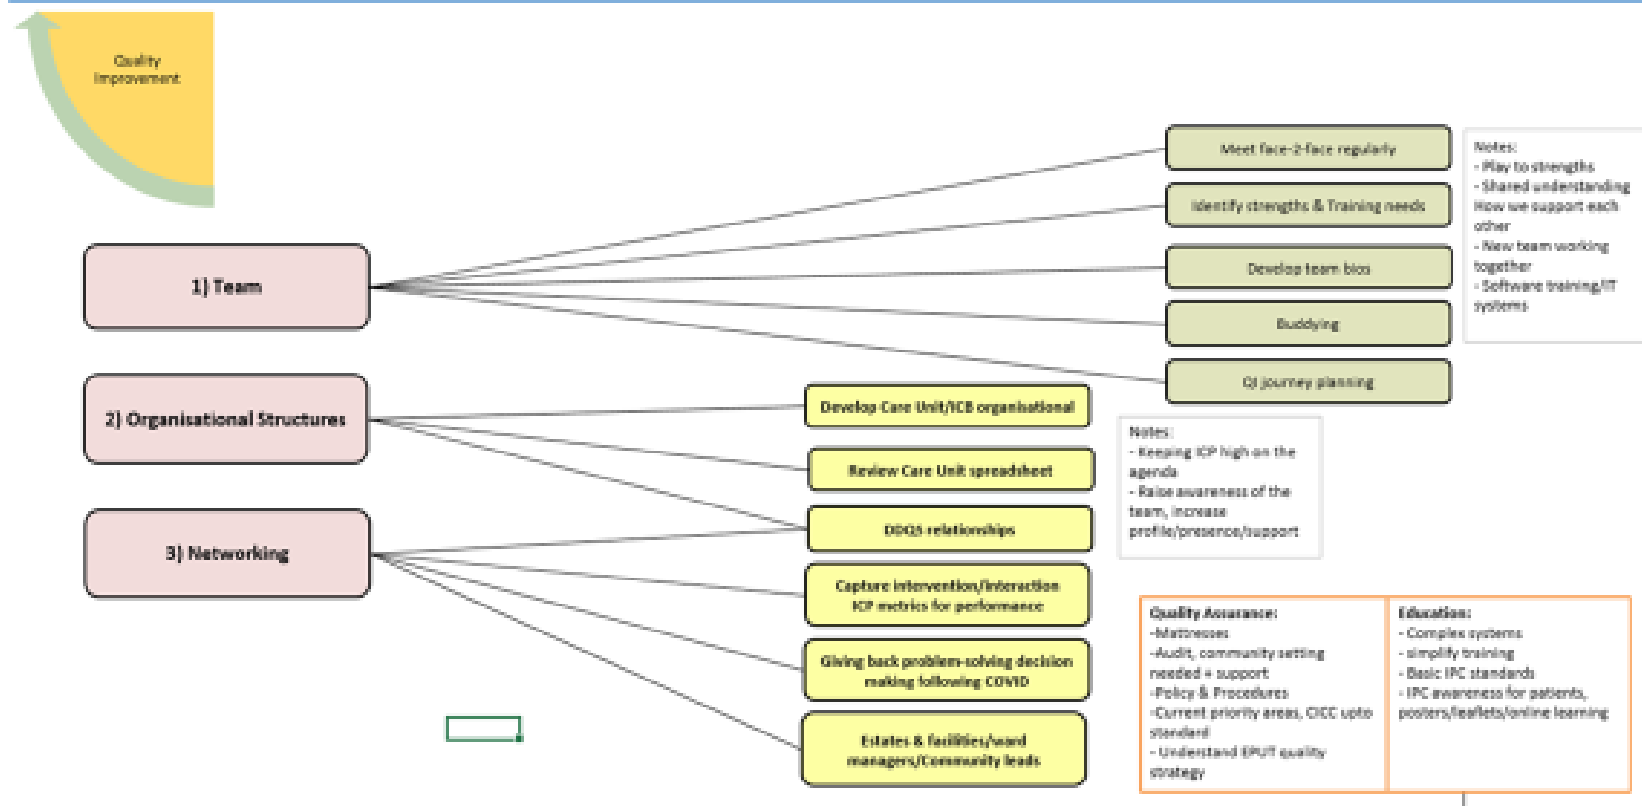 Quality
Improvement
Meet face-2-face regularly
Identify strengths & Training needs
Develop team bios
Buddying
QI journey planning
Notes:
- Play to strengths
- Shared understanding
How we support each
other
- New team working
together
- Software training/IT
systems
1) Team
2) Organisational Structures
3) Networking
Develop Care Unit/ICB organisational
Review Care Unit spreadsheet
DDQS relationships
Capture intervention/interaction
ICP metrics for performance
Giving back problem-solving decision
making following COVID
Estates & facilities/ward
managers/Community leads
Notes:
- Keeping ICP high on the
agenda
- Raise awareness of the
team, increase
profile/presence/support
Quality Assurance:
-Mattresses
-Audit, community setting
needed + support
-Policy & Procedures
-Current priority areas, CICC upto
standard
- Understand EPUT quality
strategy
Education:
- Complex systems
- simplify training
- Basic IPC standards
- IPC awareness for patients,
posters/leaflets/online learning